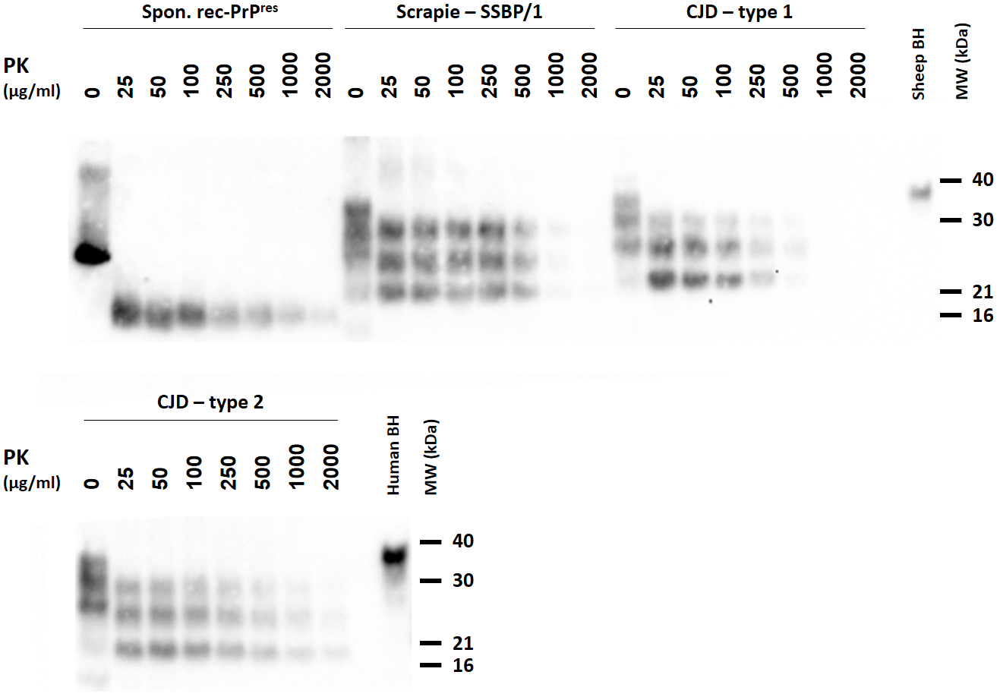 Spon. rec-PrPres Scrapie – SSBP/1 CJD – type 1
PK
(µg/ml) 0 25 50 100 250 500 1000 2000 0 25 50 100 250 500 1000 2000 0 25 50 100 250 500 1000 2000 Sheep BH MW (kDa)
40
30
21
16
CJD – type 2
PK
(µg/ml) 0 25 50 100 250 500 1000 2000 Human BH MW (kDa)
40
30
21
16